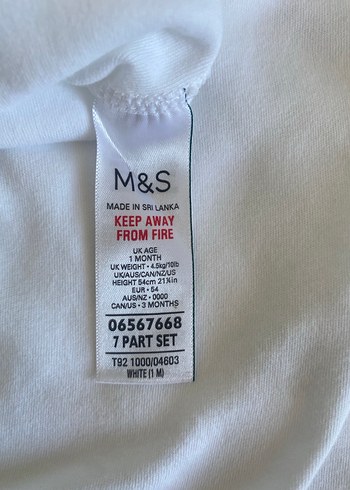 M&S
MADE IN SRI LANKA
KEEP AWAY
FROM FIRE
UK AGE
1 MONTH
UK WEIGHT • 4.5kg/10lb
UK/AUS/CAN/NZ/US
HEIGHT 54cm 21¼in
EUR • 54
AUS/NZ • 0000
CAN/US • 3 MONTHS
06567668
7 PART SET
T92 1000/04603
WHITE (1 M)